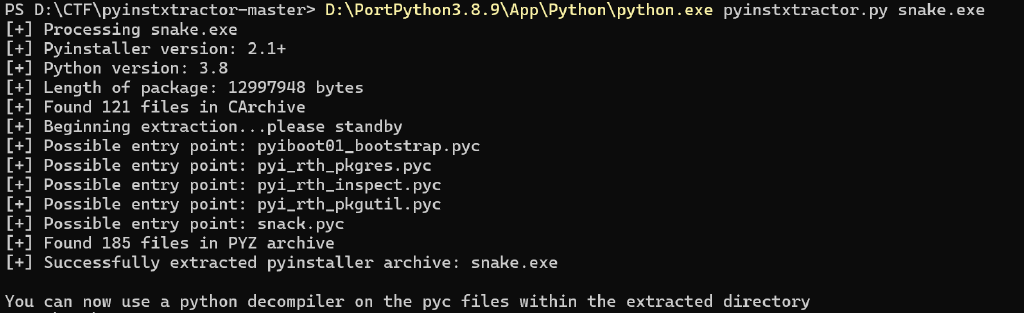 PS D:\CTF\pyinstxtractor-master> D:\PortPython3.8.9\App\Python\python.exe pyinstxtractor.py snake.exe
[+] Processing snake.exe
[+] Pyinstaller version: 2.1+
[+] Python version: 3.8
[+] Length of package: 12997948 bytes
[+] Found 121 files in CArchive
[+] Beginning extraction...please standby
[+] Possible entry point: pyiboot01_bootstrap.pyc
[+] Possible entry point: pyi_rth_pkgres.pyc
[+] Possible entry point: pyi_rth_inspect.pyc
[+] Possible entry point: pyi_rth_pkgutil.pyc
[+] Possible entry point: snack.pyc
[+] Found 185 files in PYZ archive
[+] Successfully extracted pyinstaller archive: snake.exe
You can now use a python decompiler on the pyc files within the extracted directory